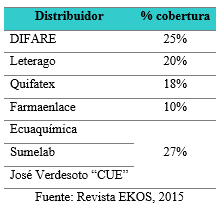 Distribuidor % cobertura
DIFARE 25%
Leterago 20%
Quifatex 18%
Farmaenlace 10%
Ecuaquímica
Sumelab 27%
José Verdesoto “CUE”
Fuente: Revista EKOS, 2015